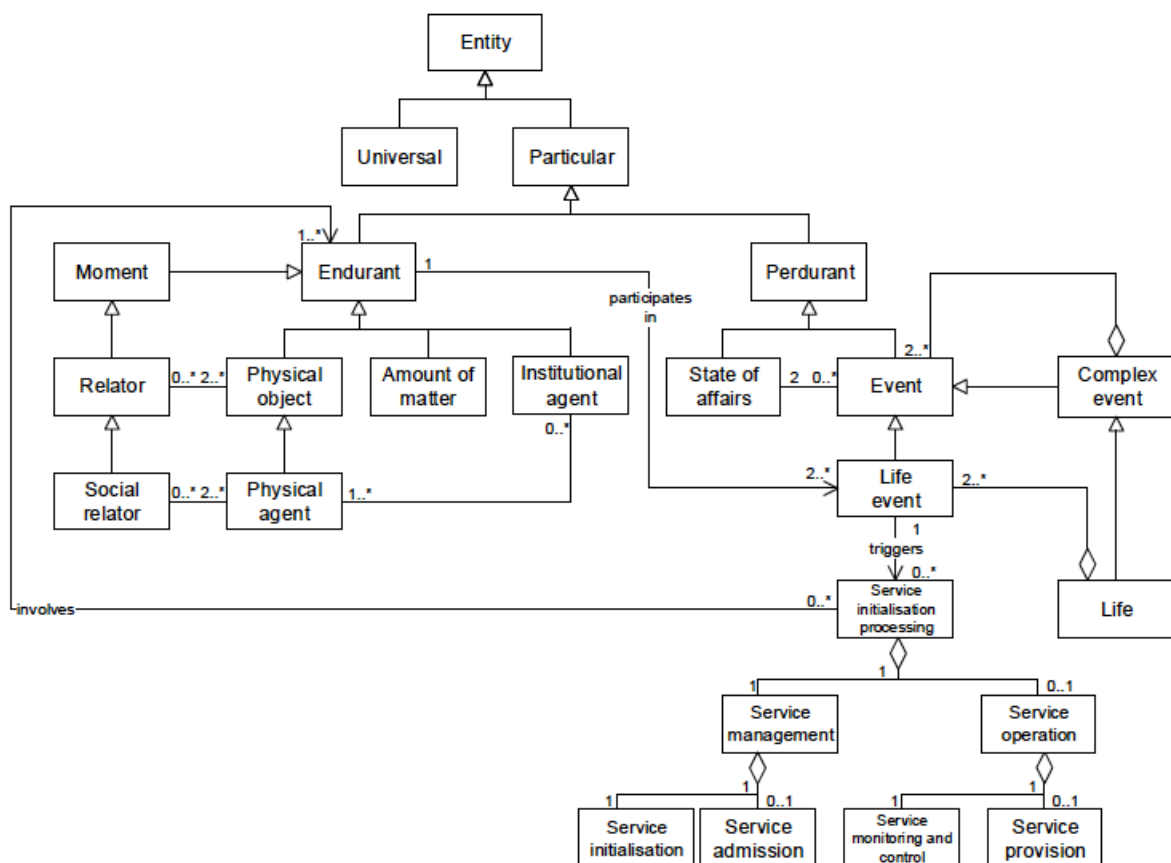 Entity
Universal
Particular
1..*
Moment
Endurant
1
Perdurant
participates
in
2..*
Relator
0..*
2..*
Physical
object
Amount of
matter
Institutional
agent
0..*
State of
affairs
2
0..*
Event
Complex
event
Social
relator
0..*
2..*
Physical
agent
1..*
2..*
Life
event
2..*
1
triggers
0..*
involves
0..*
Service
initialisation
processing
Life
1
1
0..1
Service
management
Service
operation
1
1
1
0..1
1
0..1
Service
initialisation
Service
admission
Service
monitoring and
control
Service
provision